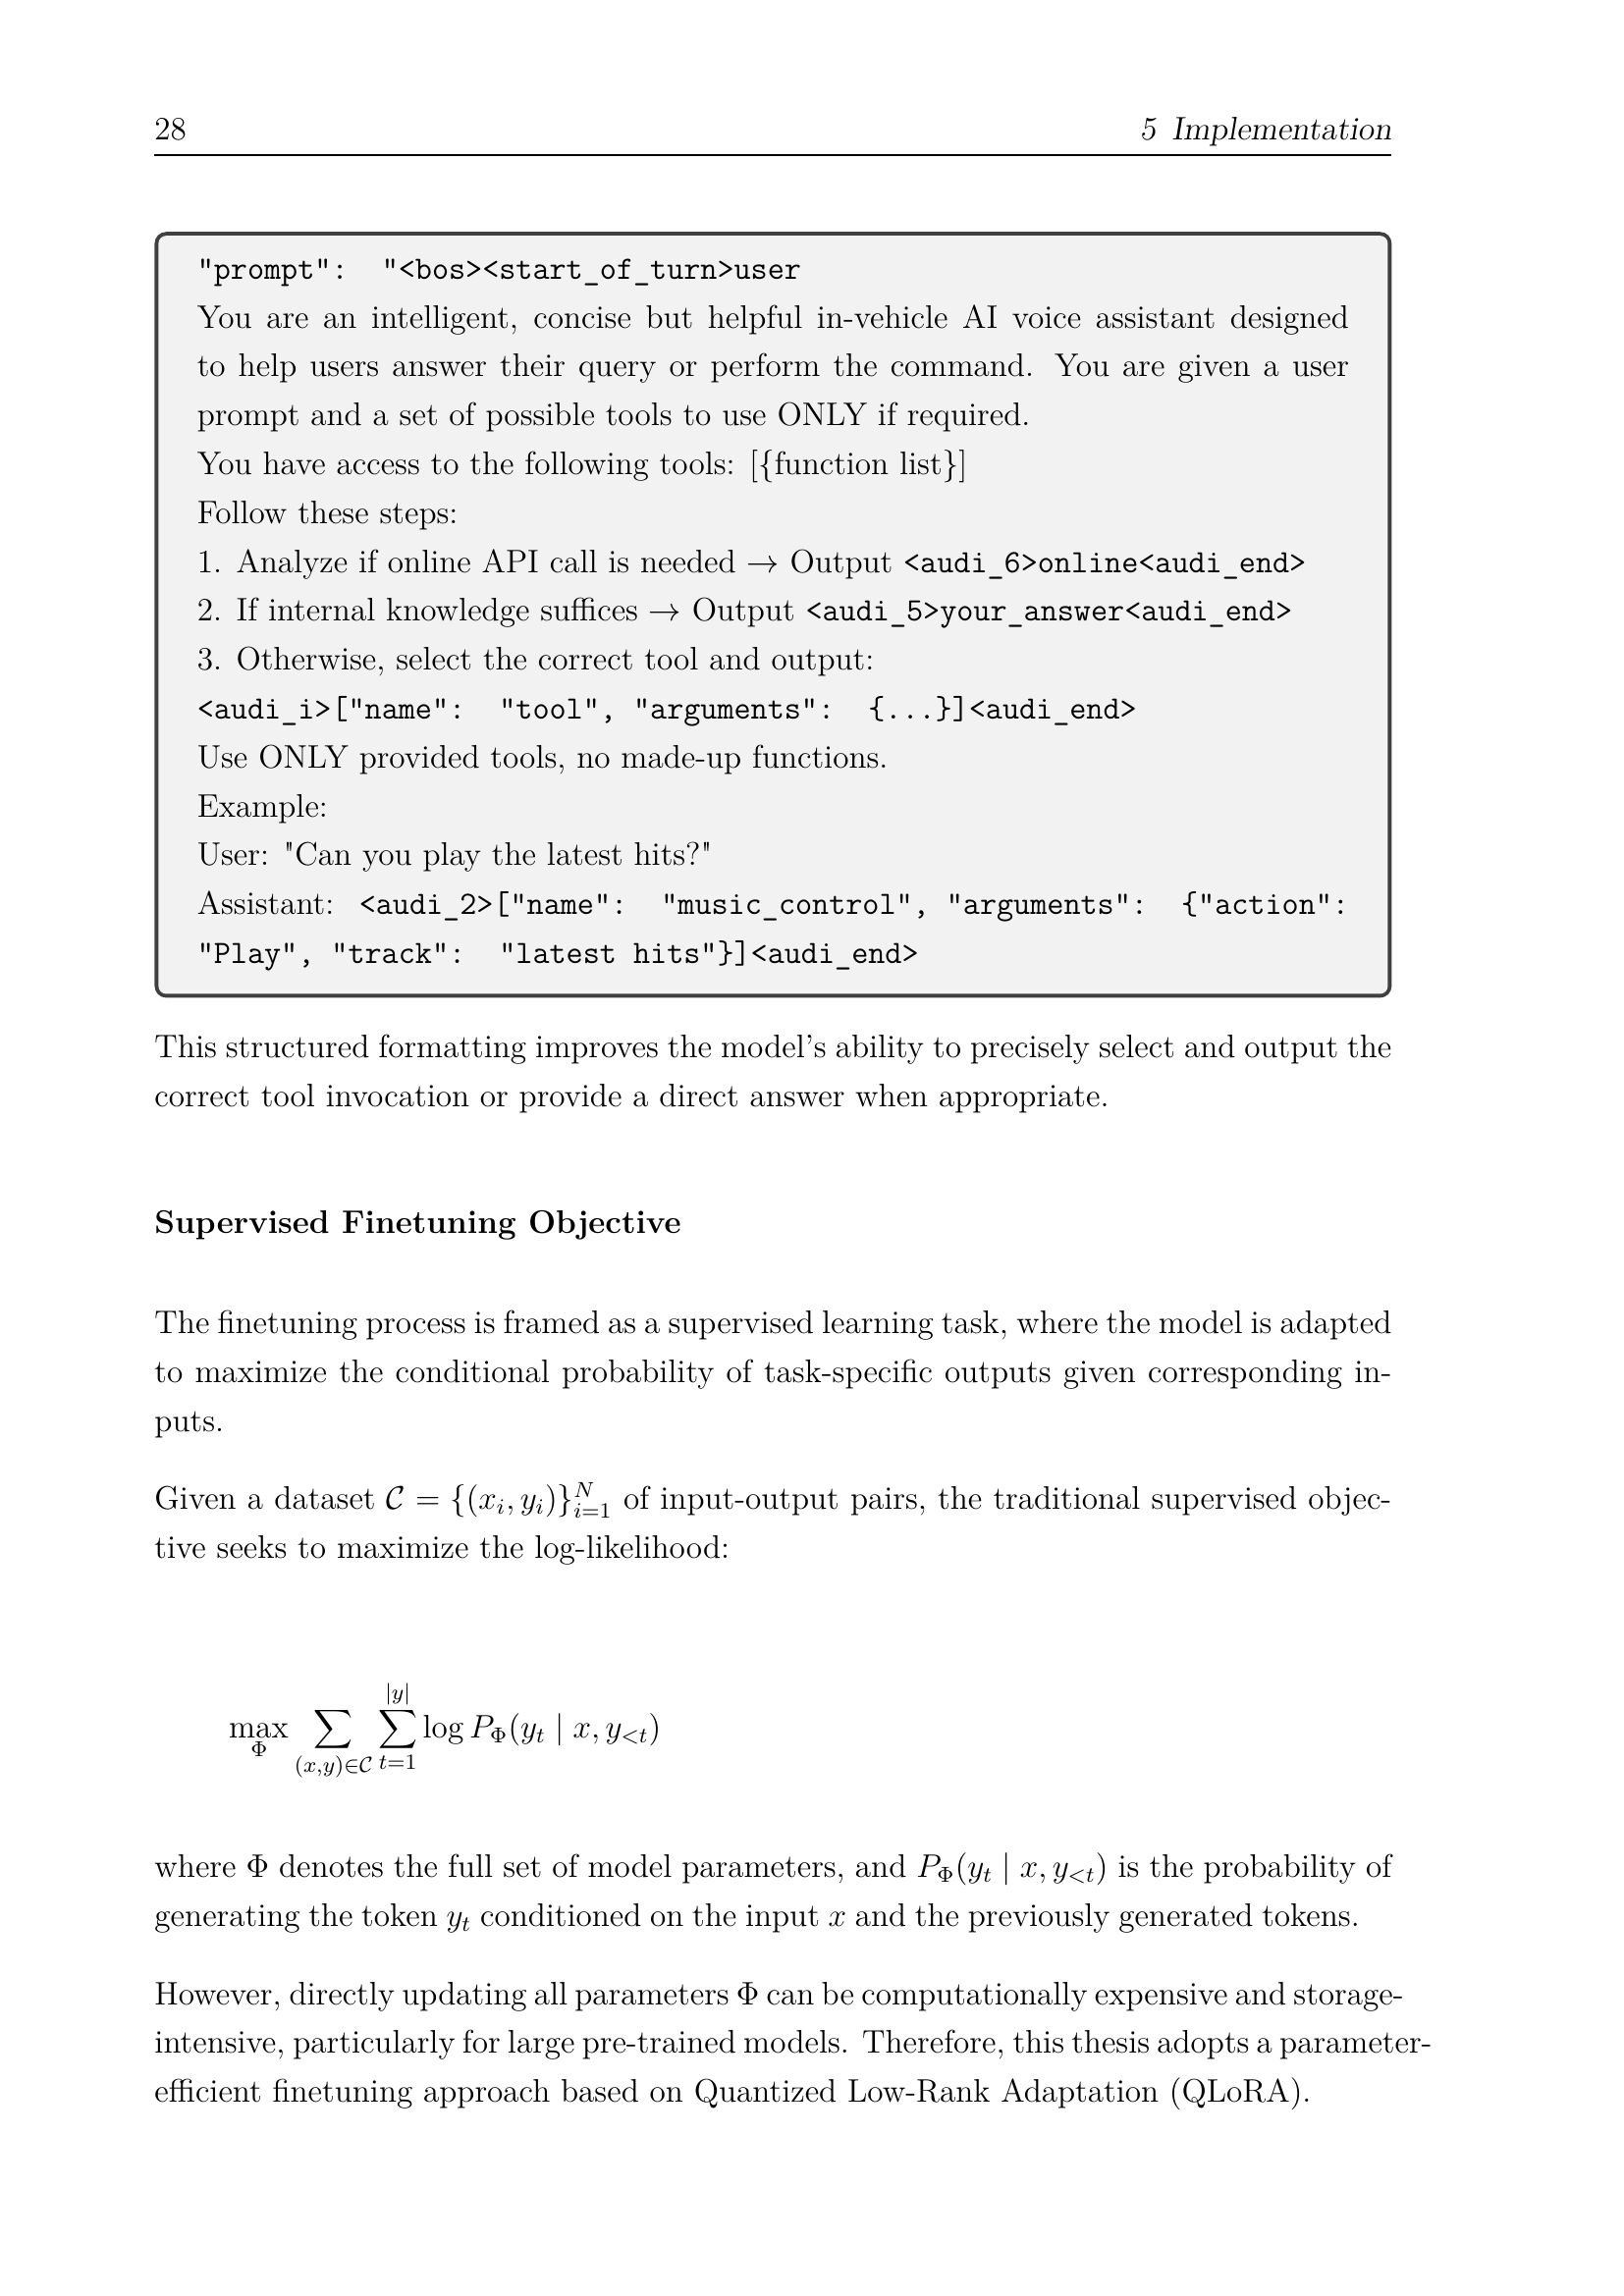 28 5 Implementation
"prompt": "<bos><start_of_turn>user
You are an intelligent, concise but helpful in-vehicle AI voice assistant designed
to help users answer their query or perform the command. You are given a user
prompt and a set of possible tools to use ONLY if required.
You have access to the following tools: [{function list}]
Follow these steps:
1. Analyze if online API call is needed → Output <audi_6>online<audi_end>
2. If internal knowledge suffices → Output <audi_5>your_answer<audi_end>
3. Otherwise, select the correct tool and output:
<audi_i>["name": "tool", "arguments": {...}]<audi_end>
Use ONLY provided tools, no made-up functions.
Example:
User: "Can you play the latest hits?"
Assistant: <audi_2>["name": "music_control", "arguments": {"action":
"Play", "track": "latest hits"}]<audi_end>
This structured formatting improves the model's ability to precisely select and output the
correct tool invocation or provide a direct answer when appropriate.
Supervised Finetuning Objective
The finetuning process is framed as a supervised learning task, where the model is adapted
to maximize the conditional probability of task-specific outputs given corresponding in-
puts.
Given a dataset $\mathcal{C} = \{(x_i, y_i)\}_{i=1}^{N}$ of input-output pairs, the traditional supervised objec-
tive seeks to maximize the log-likelihood:
$\max_{\Phi} \sum_{(x,y)\in\mathcal{C}} \sum_{t=1}^{|y|} \log P_{\Phi}(y_t \mid x, y_{<t})$
where Φ denotes the full set of model parameters, and $P_{\Phi}(y_t \mid x, y_{<t})$ is the probability of
generating the token $y_t$ conditioned on the input $x$ and the previously generated tokens.
However, directly updating all parameters Φ can be computationally expensive and storage-
intensive, particularly for large pre-trained models. Therefore, this thesis adopts a parameter-
efficient finetuning approach based on Quantized Low-Rank Adaptation (QLoRA).